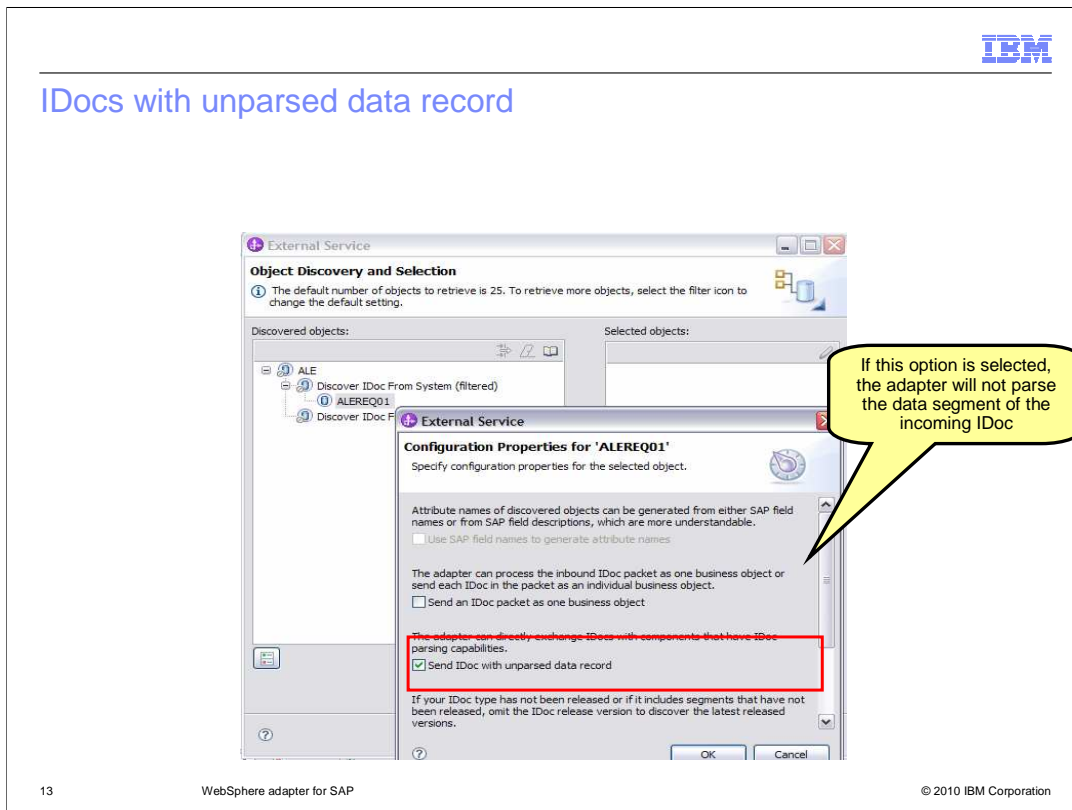 IBM
IDocs with unparsed data record
External Service
Object Discovery and Selection
The default number of objects to retrieve is 25. To retrieve more objects, select the filter icon to
change the default setting.
Discovered objects:
Selected objects:
ALE
Discover IDoc From System (filtered)
ALEREQ01
Discover IDoc F
If this option is selected,
the adapter will not parse
the data segment of the
incoming IDoc
External Service
Configuration Properties for 'ALEREQ01'
Specify configuration properties for the selected object.
Attribute names of discovered objects can be generated from either SAP field
names or from SAP field descriptions, which are more understandable.
Use SAP field names to generate attribute names
The adapter can process the inbound IDoc packet as one business object or
send each IDoc in the packet as an individual business object.
Send an IDoc packet as one business object
The adapter can directly exchange IDocs with components that have IDoc
parsing capabilities.
Send IDoc with unparsed data record
If your IDoc type has not been released or if it includes segments that have not
been released, omit the IDoc release version to discover the latest released
versions.
OK
Cancel
13
WebSphere adapter for SAP
© 2010 IBM Corporation